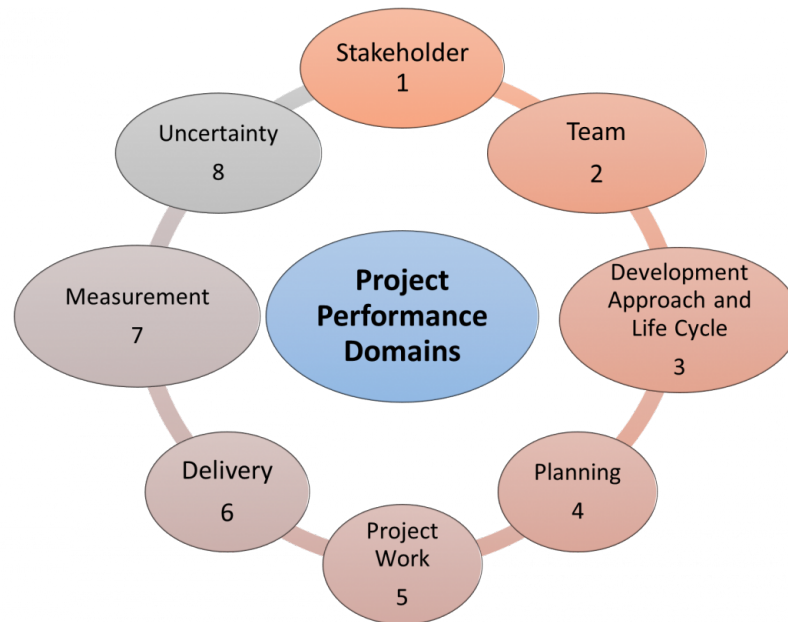 Stakeholder
1
Team
2
Development
Approach and
Life Cycle
3
Planning
4
Project
Work
5
Delivery
6
Measurement
7
Uncertainty
8
Project
Performance
Domains